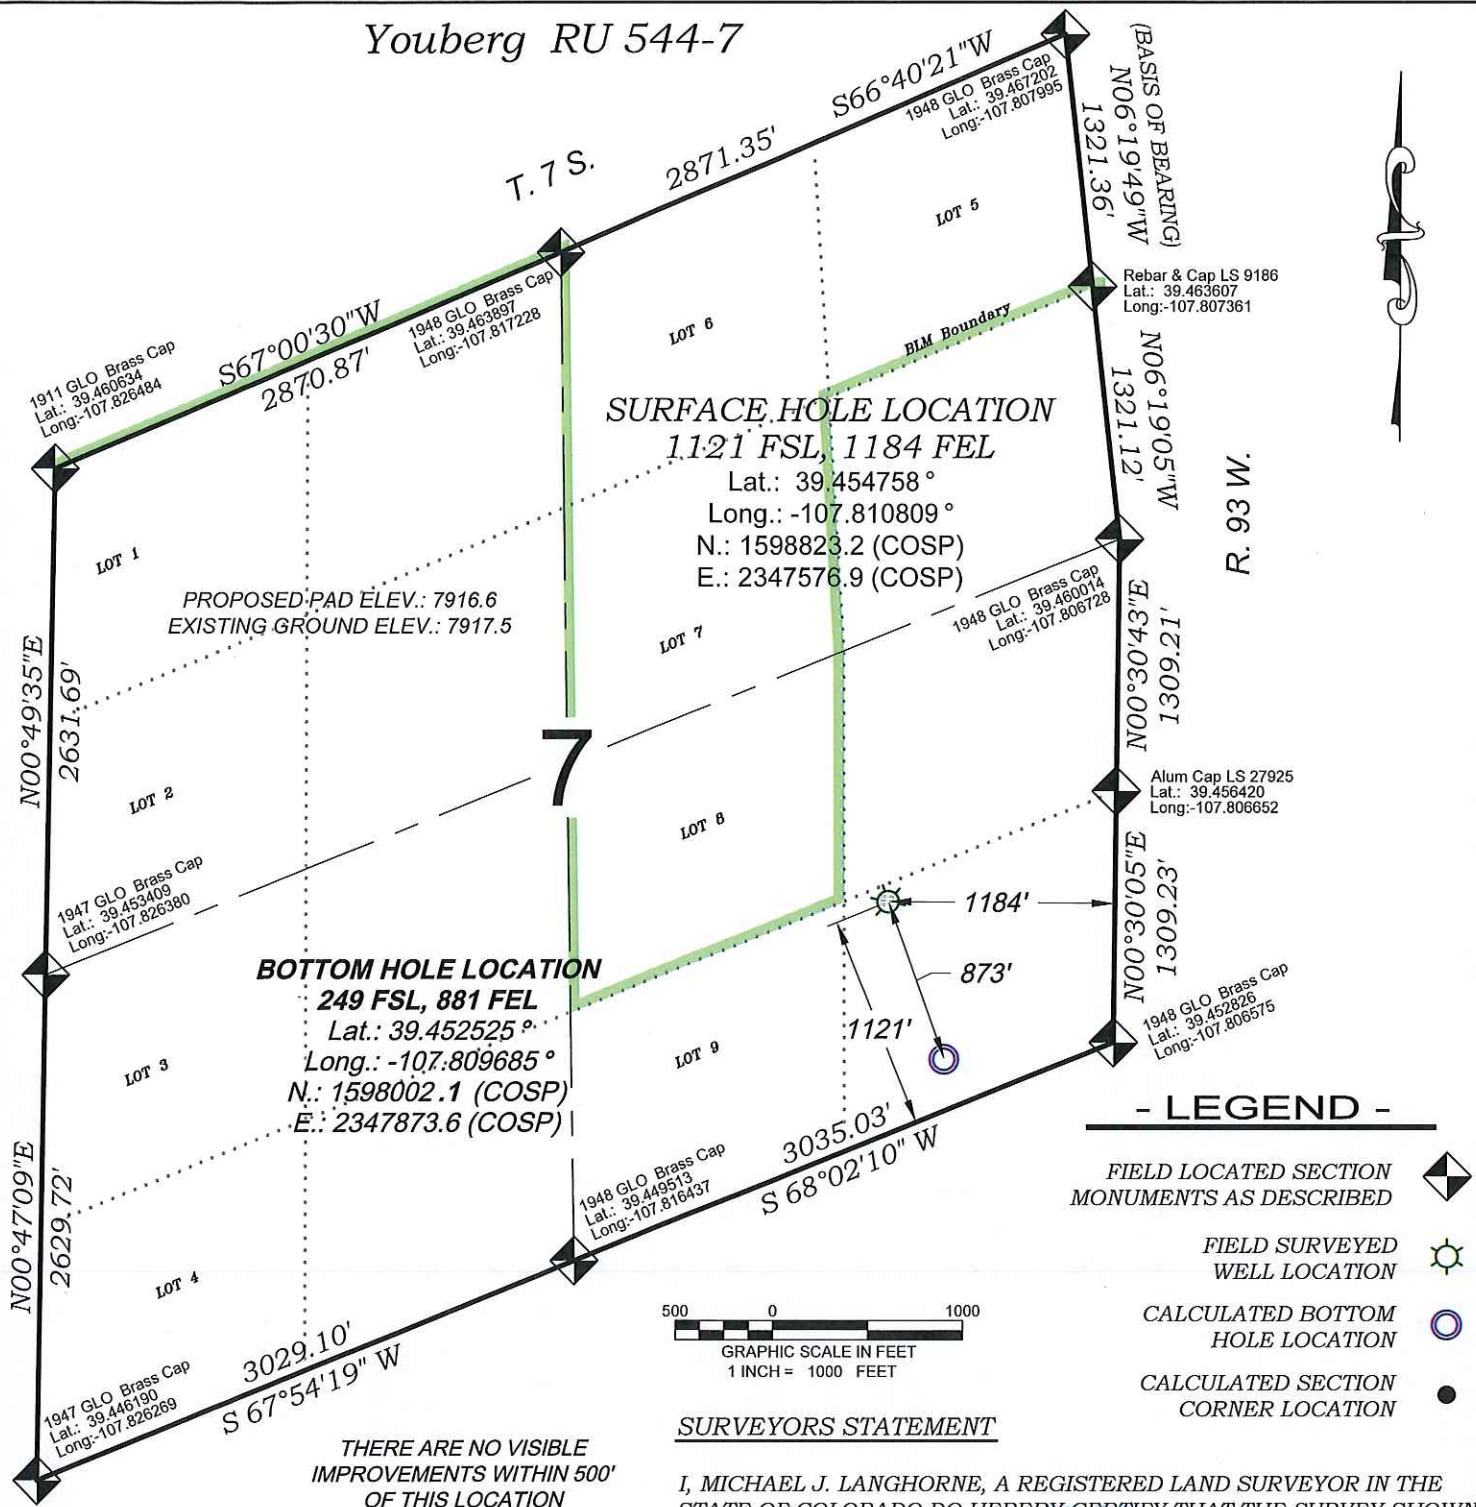 Youberg RU 544-7
T. 7 S.
S66°40'21"W
2871.35'
1948 GLO Brass Cap
Lat.: 39.467202
Long:-107.807995
(BASIS OF BEARING)
N06°19'49"W
1321.36'
LOT 5
Rebar & Cap LS 9186
Lat.: 39.463607
Long:-107.807361
1948 GLO Brass Cap
Lat.: 39.463897
Long:-107.817228
S67°00'30"W
2870.87'
1911 GLO Brass Cap
Lat.: 39.460634
Long:-107.826484
LOT 6
BLM Boundary
N06°19'05"W
1321.12'
R. 93 W.
SURFACE HOLE LOCATION
1121 FSL, 1184 FEL
Lat.: 39.454758°
Long.: -107.810809°
N.: 1598823.2 (COSP)
E.: 2347576.9 (COSP)
LOT 1
PROPOSED PAD ELEV.: 7916.6
EXISTING GROUND ELEV.: 7917.5
1948 GLO Brass Cap
Lat.: 39.460014
Long:-107.806728
LOT 7
N00°30'43"E
1309.21'
N00°49'35"E
2631.69'
7
LOT 2
LOT 8
Alum Cap LS 27925
Lat.: 39.456420
Long:-107.806652
1947 GLO Brass Cap
Lat.: 39.453409
Long:-107.826380
N00°30'05"E
1309.23'
1184'
873'
1121'
BOTTOM HOLE LOCATION
249 FSL, 881 FEL
Lat.: 39.452525°
Long.: -107.809685°
N.: 1598002.1 (COSP)
E.: 2347873.6 (COSP)
LOT 3
LOT 9
1948 GLO Brass Cap
Lat.: 39.452826
Long:-107.806575
3035.03'
S 68°02'10" W
1948 GLO Brass Cap
Lat.: 39.449513
Long:-107.816437
N00°47'09"E
2629.72'
LOT 4
3029.10'
S 67°54'19" W
1947 GLO Brass Cap
Lat.: 39.446190
Long:-107.826269
- LEGEND -
FIELD LOCATED SECTION
MONUMENTS AS DESCRIBED
FIELD SURVEYED
WELL LOCATION
CALCULATED BOTTOM
HOLE LOCATION
CALCULATED SECTION
CORNER LOCATION
500 0 1000
GRAPHIC SCALE IN FEET
1 INCH = 1000 FEET
THERE ARE NO VISIBLE
IMPROVEMENTS WITHIN 500'
OF THIS LOCATION
SURVEYORS STATEMENT
I, MICHAEL J. LANGHORNE, A REGISTERED LAND SURVEYOR IN THE
STATE OF COLORADO DO HEREBY CERTIFY THAT THE SURVEY SHOWN